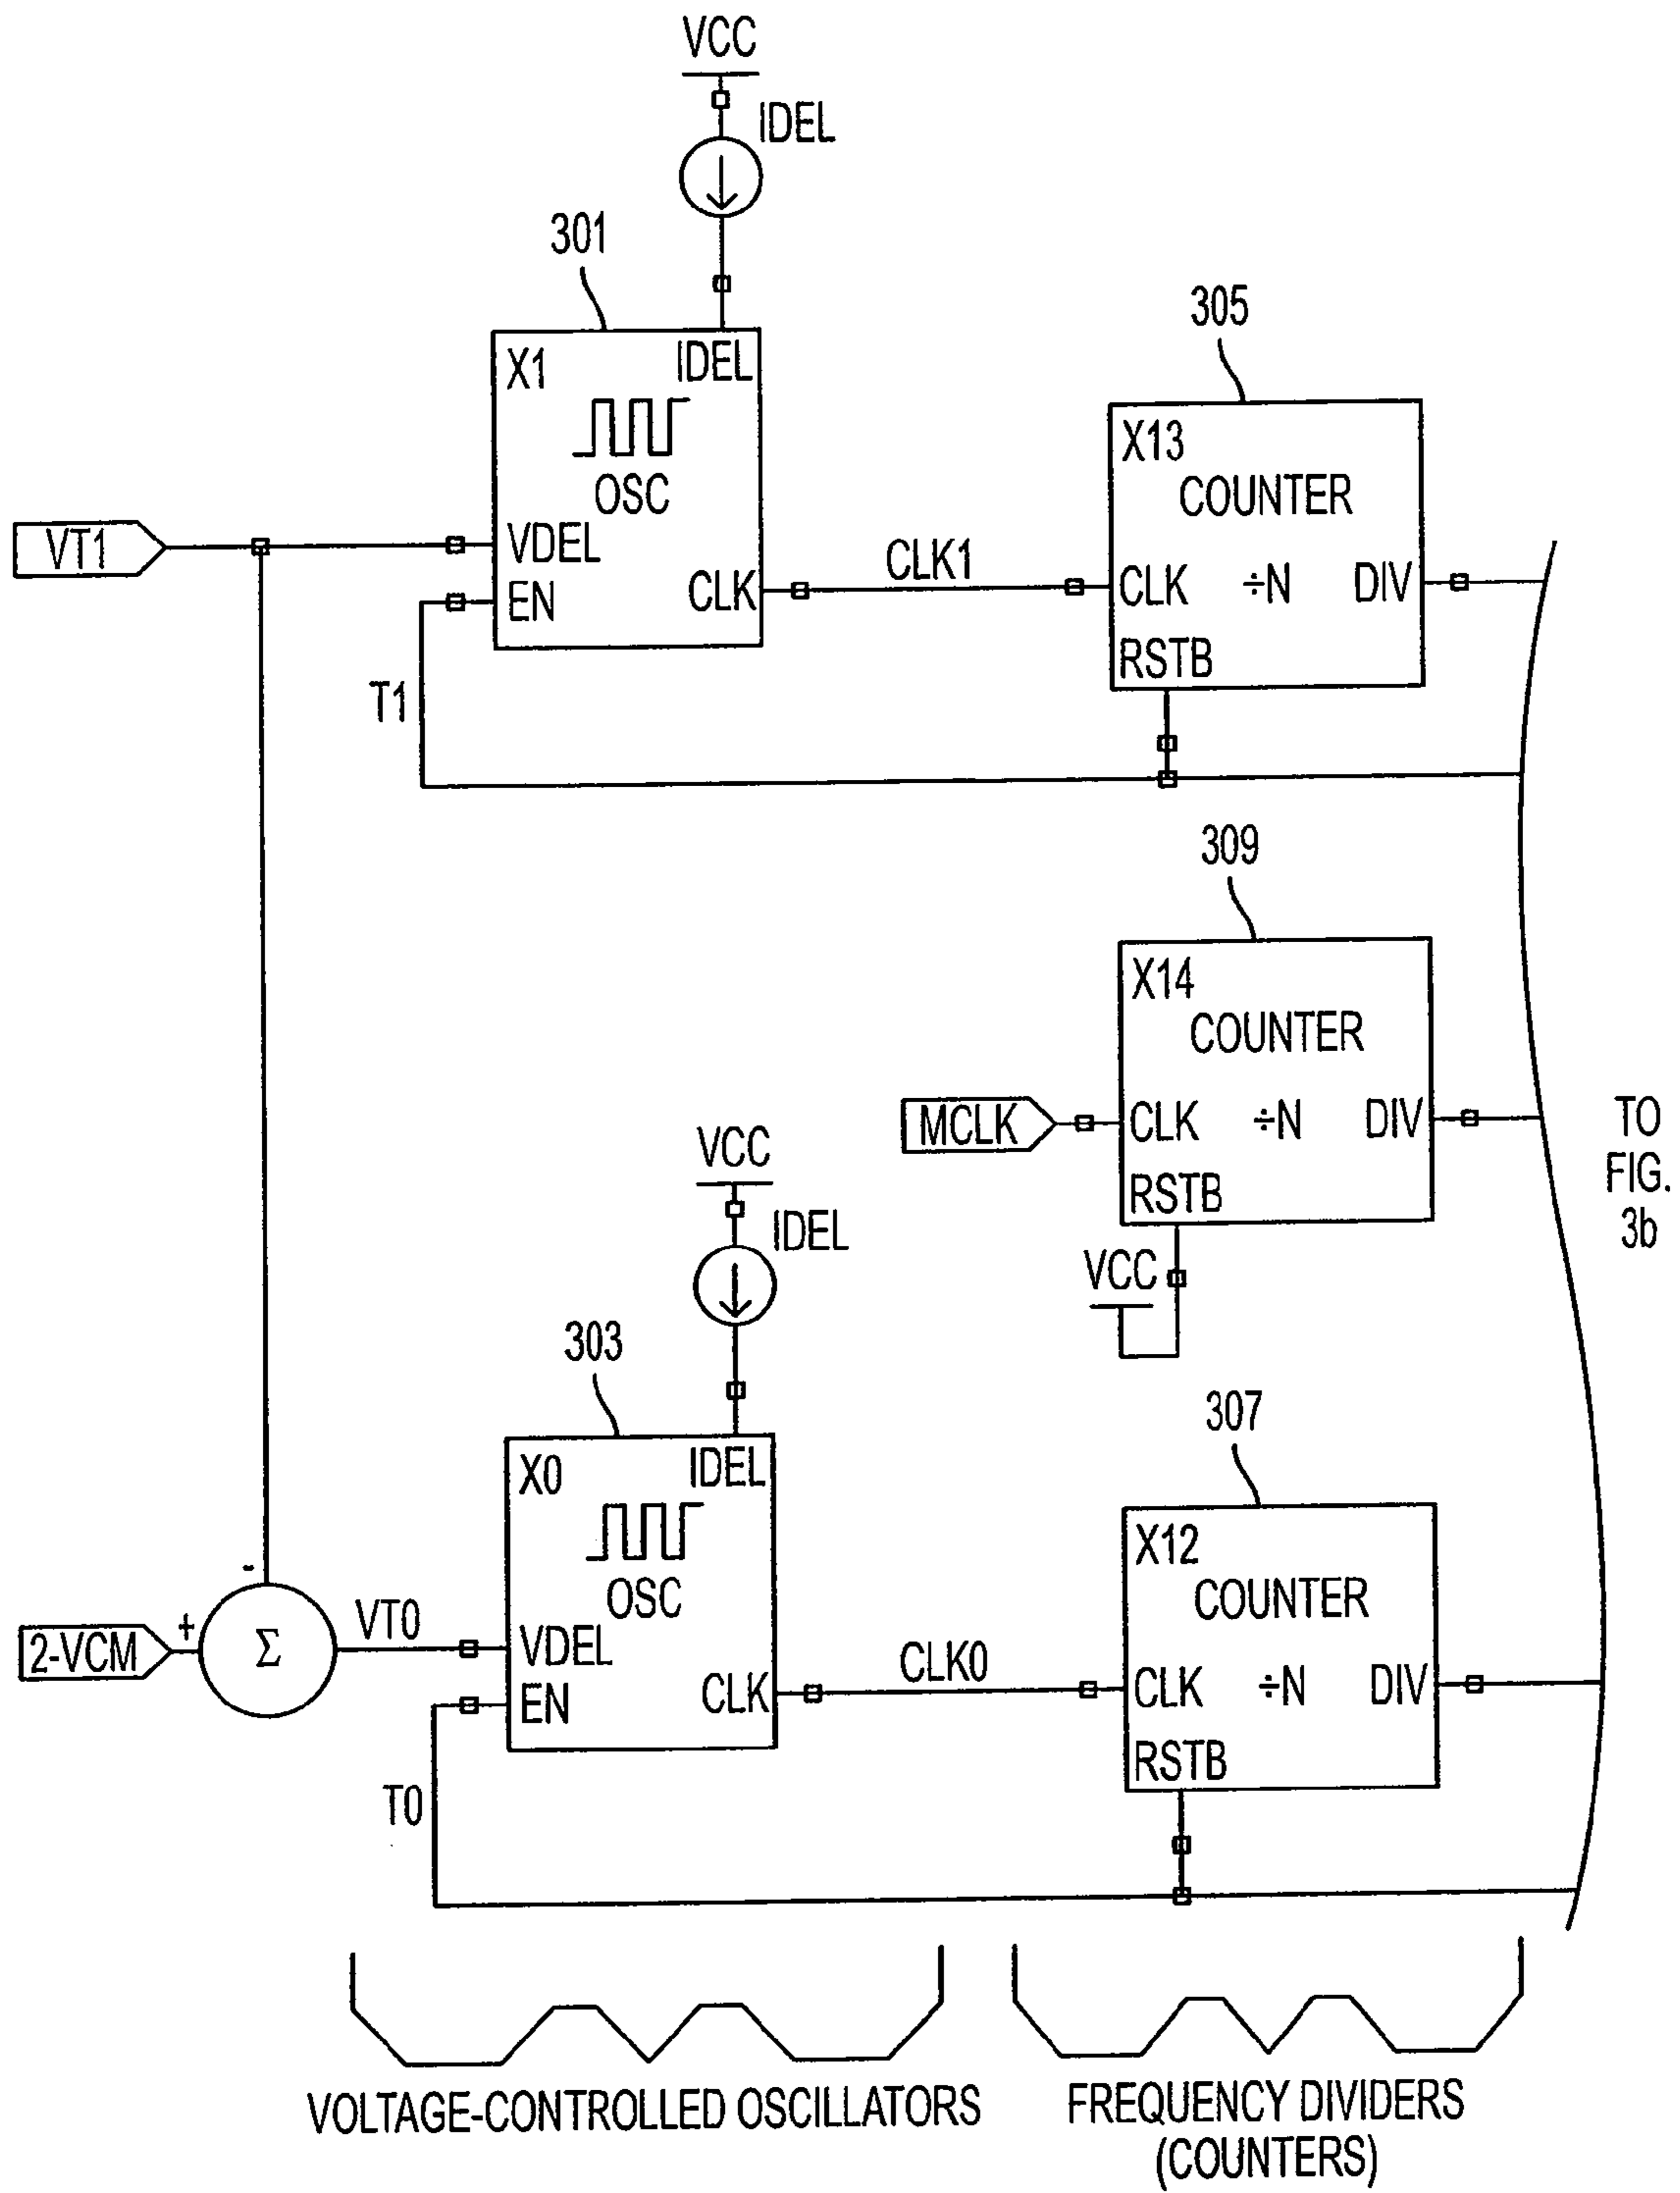 VCC
IDEL
301
X1
IDEL
OSC
VDEL
EN
CLK
VT1
T1
CLK1
305
X13
COUNTER
CLK
÷N
DIV
RSTB
309
X14
COUNTER
MCLK
CLK
÷N
DIV
RSTB
VCC
TO
FIG.
3b
VCC
IDEL
303
X0
IDEL
OSC
VDEL
EN
CLK
2-VCM
+
-
Σ
VT0
T0
CLK0
307
X12
COUNTER
CLK
÷N
DIV
RSTB
VOLTAGE-CONTROLLED OSCILLATORS
FREQUENCY DIVIDERS
(COUNTERS)